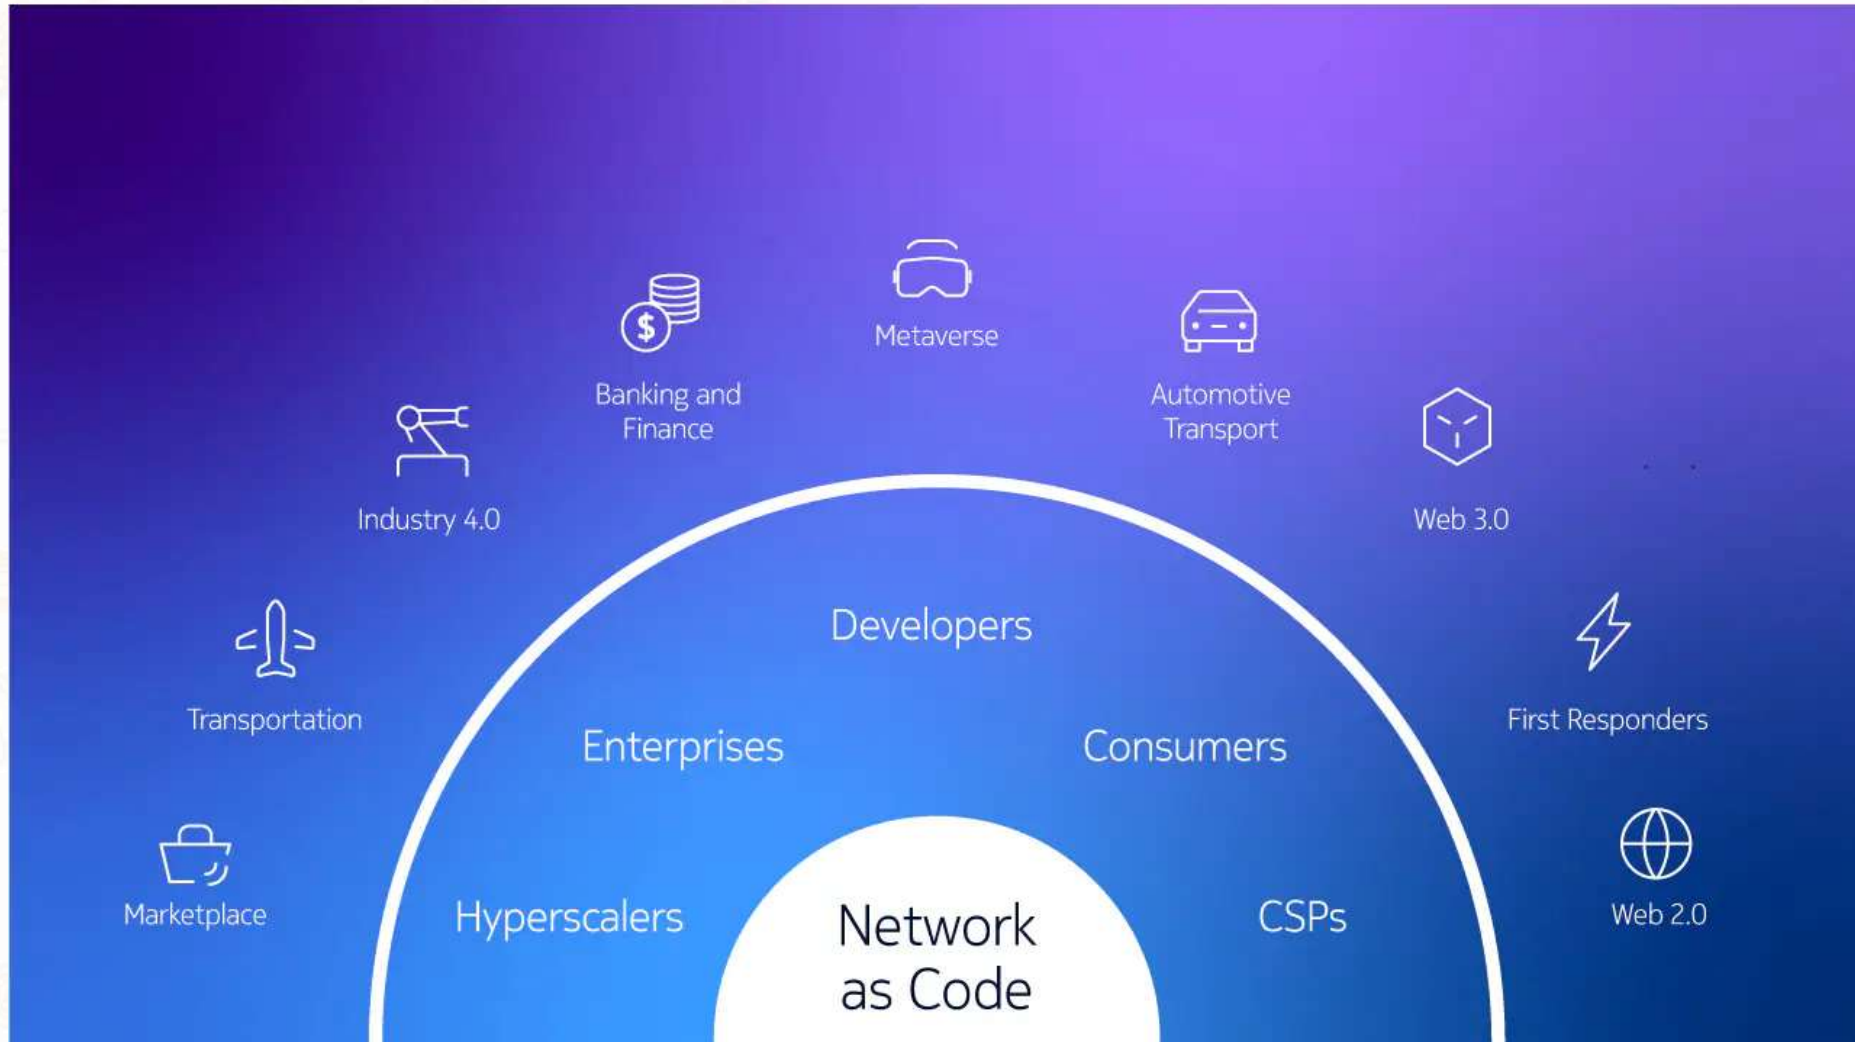 Metaverse
Banking and
Finance
Automotive
Transport
Industry 4.0
Web 3.0
Developers
Transportation
First Responders
Enterprises
Consumers
Marketplace
Hyperscalers
CSPs
Web 2.0
Network
as Code
$